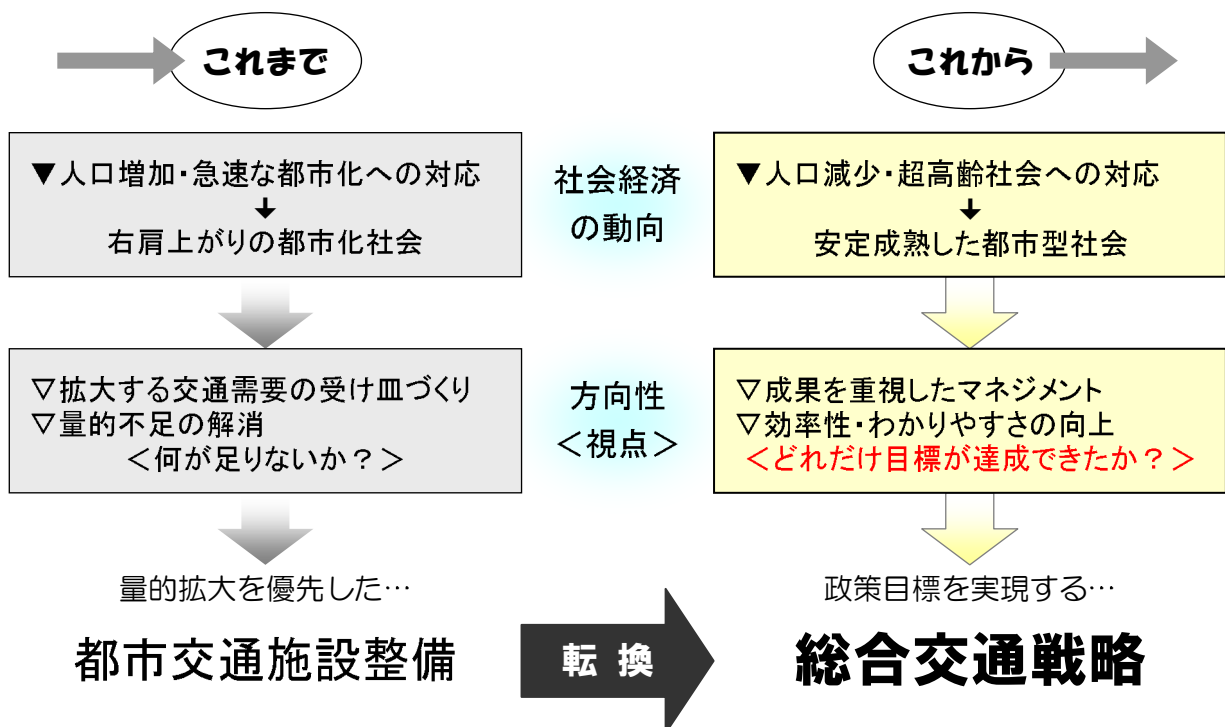 これまで
これから
▼人口増加・急速な都市化への対応
↓
右肩上がりの都市化社会
社会経済
の動向
▼人口減少・超高齢社会への対応
↓
安定成熟した都市型社会
▽拡大する交通需要の受け皿づくり
▽量的不足の解消
＜何が足りないか？＞
方向性
＜視点＞
▽成果を重視したマネジメント
▽効率性・わかりやすさの向上
＜どれだけ目標が達成できたか？＞
量的拡大を優先した…
都市交通施設整備
転換
政策目標を実現する…
総合交通戦略